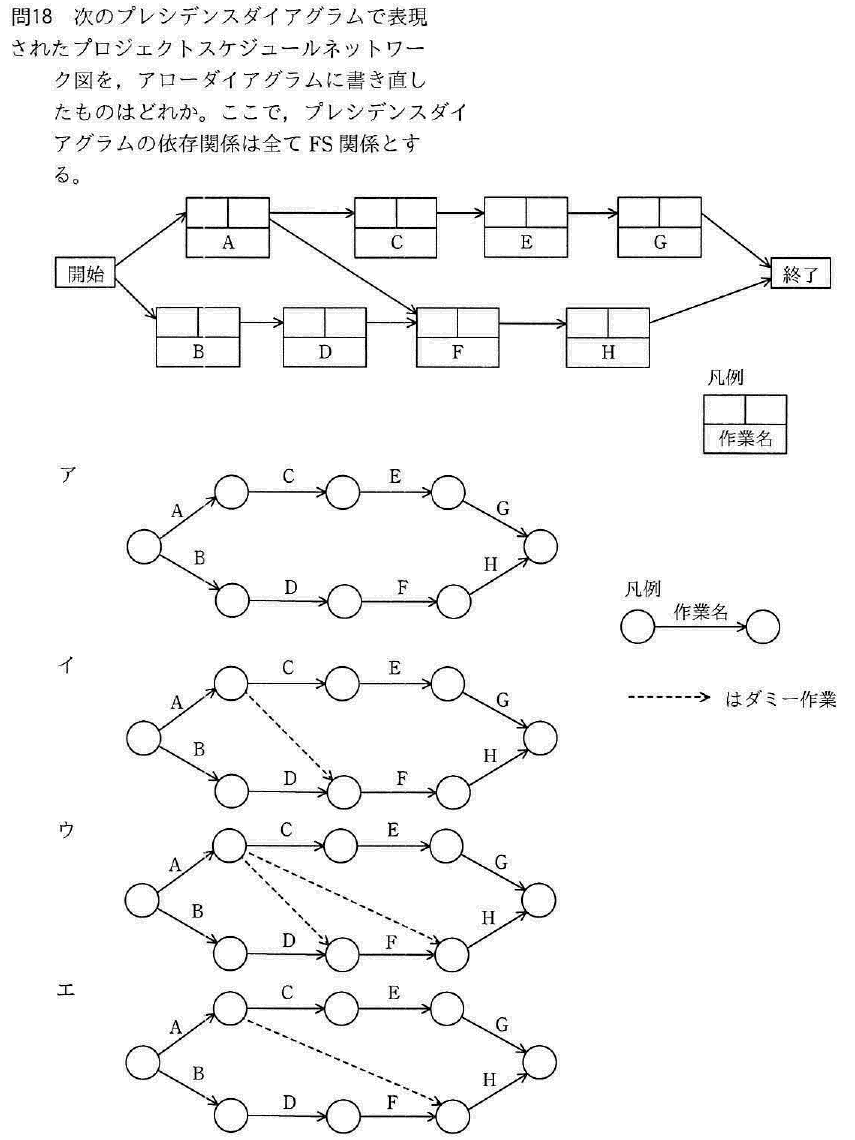 問18　次のプレシデンスダイアグラムで表現
されたプロジェクトスケジュールネットワー
ク図を，アローダイアグラムに書き直し
たものはどれか。ここで，プレシデンスダイ
アグラムの依存関係は全て FS 関係とす
る。
A C E G
開始 終了
B D F H
凡例
作業名
ア
A C E G
B D F H
凡例
作業名
イ
A C E G
はダミー作業
B D F H
ウ
A C E G
B D F H
エ
A C E G
B D F H